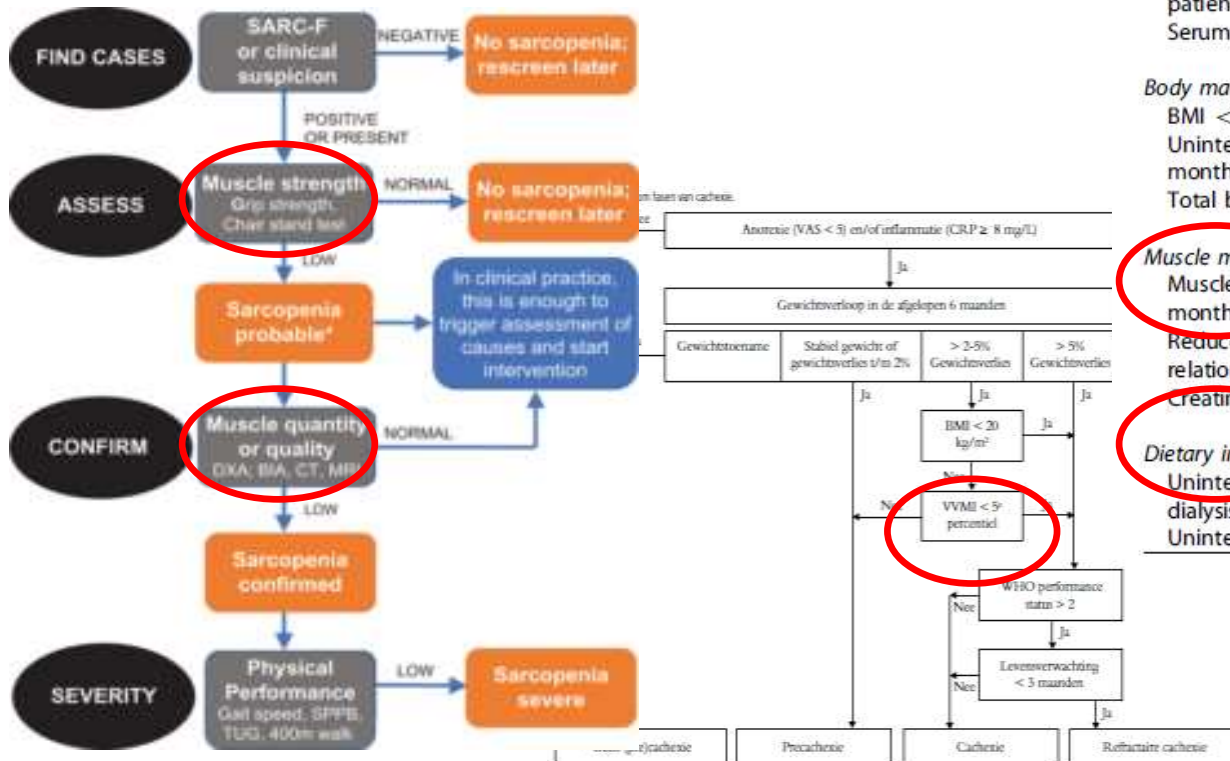 FIND CASES
SARC-F
or clinical
suspicion
NEGATIVE
No sarcopenia;
rescreen later
POSITIVE
OR PRESENT
ASSESS
Muscle strength
Grip strength,
Chair stand test
NORMAL
No sarcopenia;
rescreen later
LOW
Sarcopenia
probable*
In clinical practice,
this is enough to
trigger assessment of
causes and start
intervention
CONFIRM
Muscle quantity
or quality
DXA, BIA, CT, MRI
NORMAL
LOW
Sarcopenia
confirmed
SEVERITY
Physical
Performance
Gait speed, SPPB,
TUG, 400m walk
LOW
Sarcopenia
severe
fasen van cachexie.
Anorexie (VAS < 5) en/of inflammatie (CRP ≥ 8 mg/L)
Ja
Gewichtsverloop in de afgelopen 6 maanden
Gewichtstoename
Stabiel gewicht of
gewichtsverlies t/m 2%
> 2-5%
Gewichtsverlies
> 5%
Gewichtsverlies
Ja
Ja
Ja
BMI < 20
kg/m²
Ja
Nee
VVMI < 5e
percentiel
Nee
Ja
WHO performance
status > 2
Nee
Ja
Levensverwachting
< 3 maanden
Nee
Ja
Precachexie
Cachexie
Refractaire cachexie
patien
Serum
Body ma
BMI <
Uninte
month
Total b
Muscle m
Muscle
month
Reduc
relatio
Creatin
Dietary in
Uninte
dialysis
Uninte